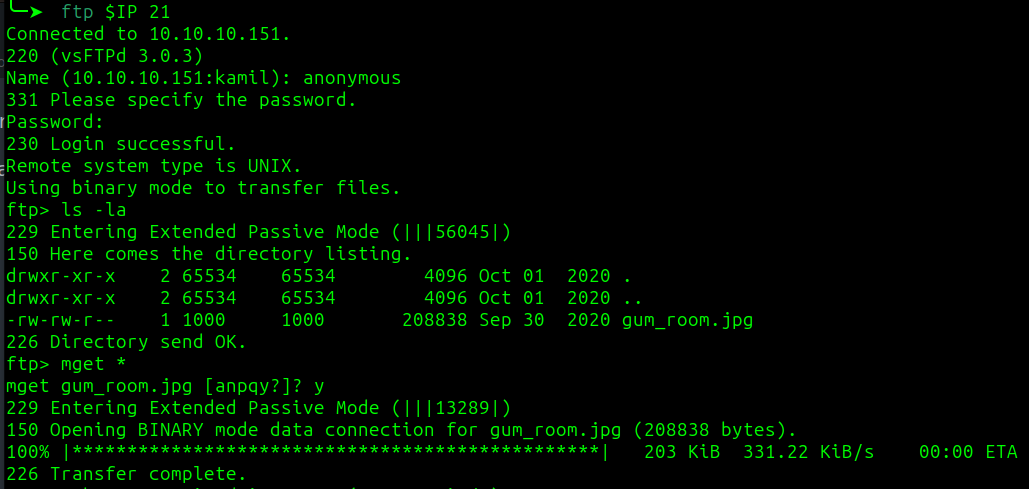 ╰─➤  ftp $IP 21
Connected to 10.10.10.151.
220 (vsFTPd 3.0.3)
Name (10.10.10.151:kamil): anonymous
331 Please specify the password.
Password:
230 Login successful.
Remote system type is UNIX.
Using binary mode to transfer files.
ftp> ls -la
229 Entering Extended Passive Mode (|||56045|)
150 Here comes the directory listing.
drwxr-xr-x    2 65534    65534        4096 Oct 01  2020 .
drwxr-xr-x    2 65534    65534        4096 Oct 01  2020 ..
-rw-rw-r--    1 1000     1000       208838 Sep 30  2020 gum_room.jpg
226 Directory send OK.
ftp> mget *
mget gum_room.jpg [anpqy?]? y
229 Entering Extended Passive Mode (|||13289|)
150 Opening BINARY mode data connection for gum_room.jpg (208838 bytes).
100% |************************************************|   203 KiB  331.22 KiB/s    00:00 ETA
226 Transfer complete.